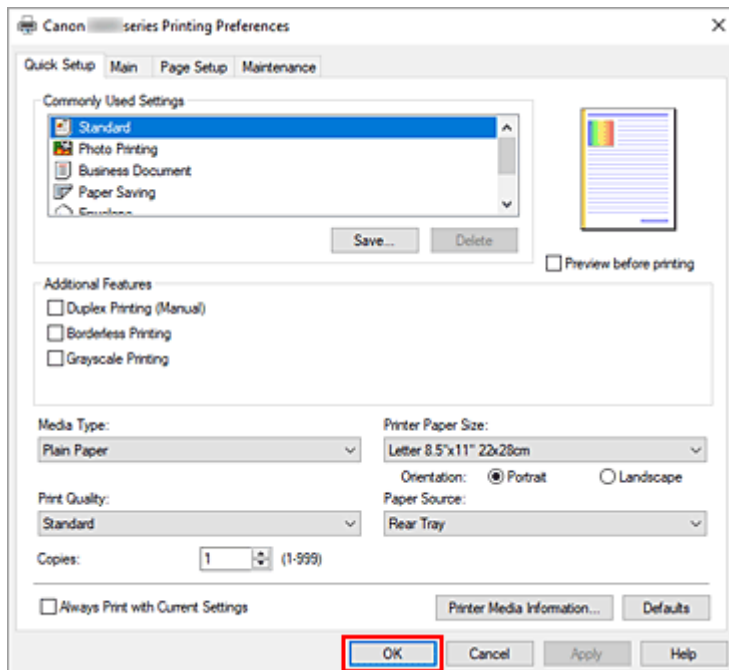 Canon series Printing Preferences
Quick Setup Main Page Setup Maintenance
Commonly Used Settings
Standard
Photo Printing
Business Document
Paper Saving
Envelope
Save... Delete
Preview before printing
Additional Features
Duplex Printing (Manual)
Borderless Printing
Grayscale Printing
Media Type: Printer Paper Size:
Plain Paper Letter 8.5"x11" 22x28cm
Orientation: Portrait Landscape
Print Quality: Paper Source:
Standard Rear Tray
Copies: 1 (1-999)
Always Print with Current Settings Printer Media Information... Defaults
OK Cancel Apply Help